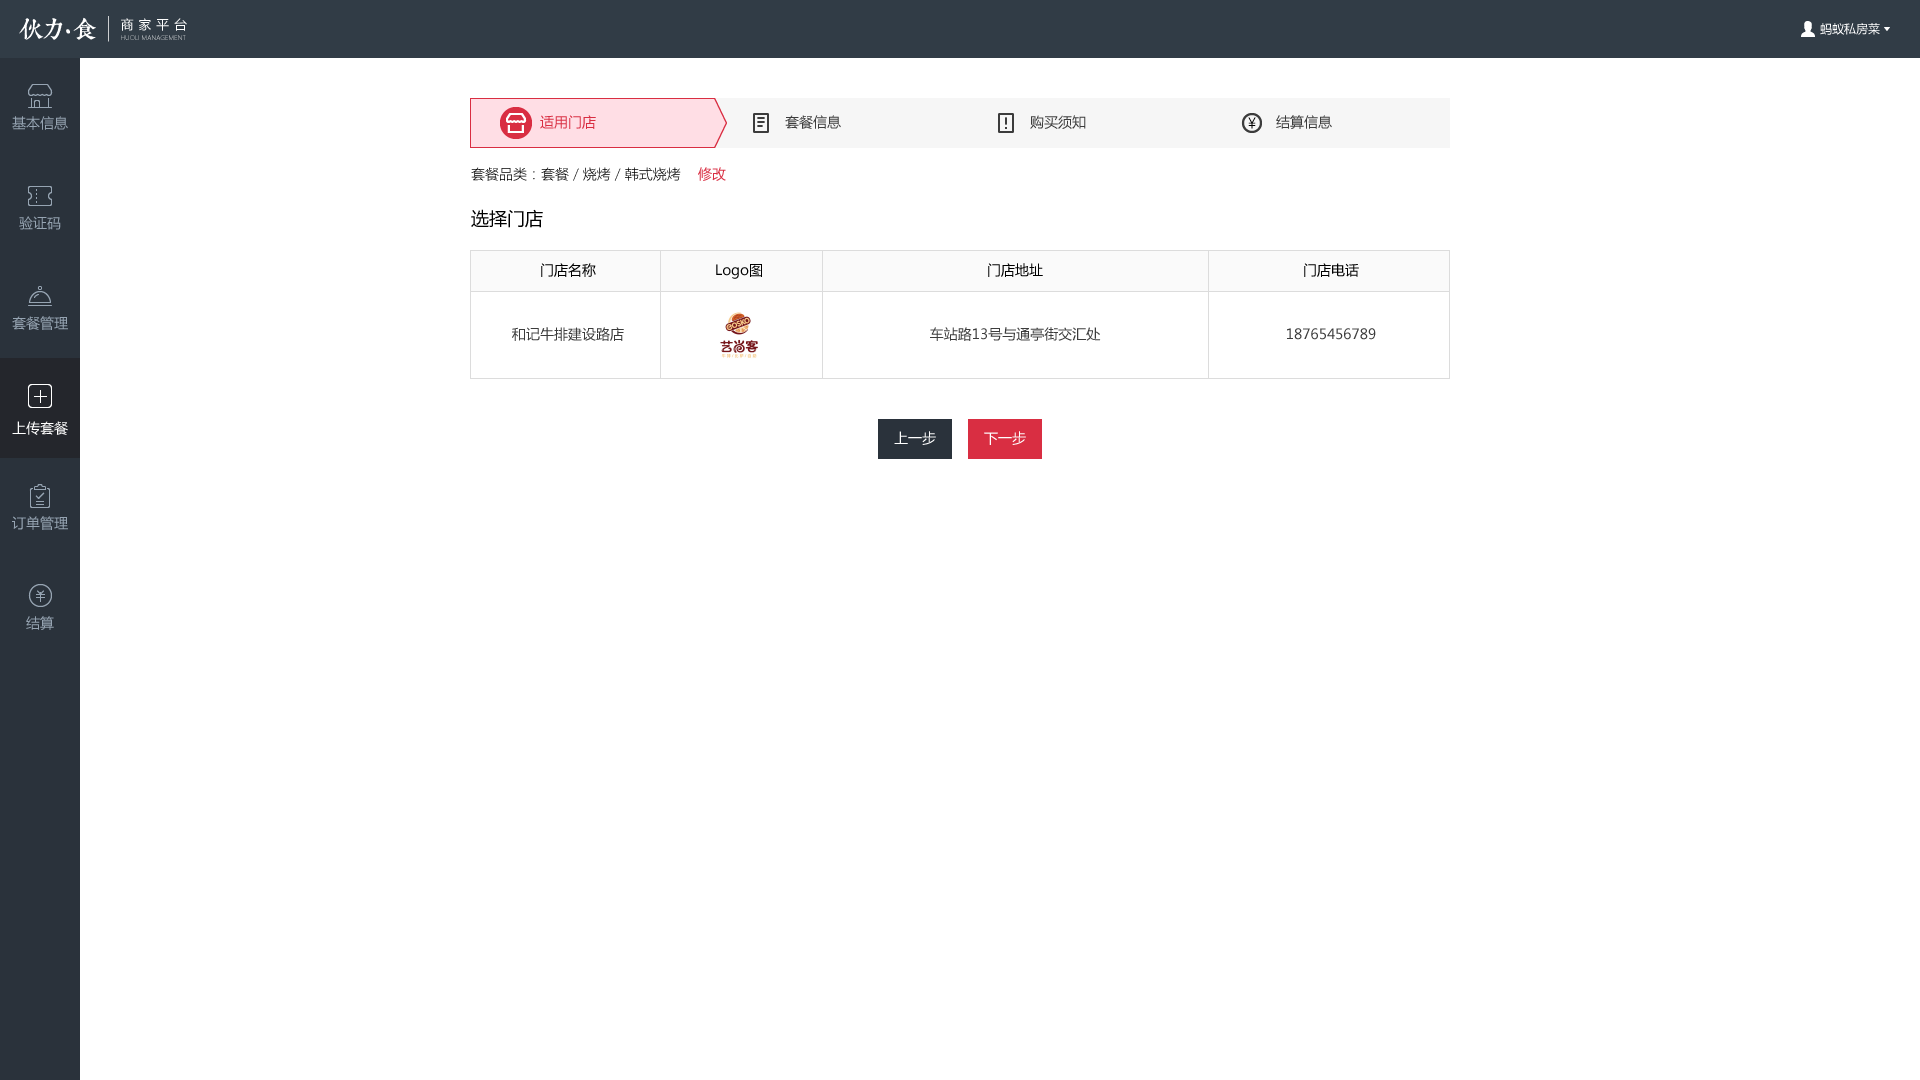 伙力·食 商家平台
HUOLI MANAGEMENT
蚂蚁私房菜
基本信息
验证码
套餐管理
上传套餐
订单管理
结算
适用门店 套餐信息 购买须知 结算信息
套餐品类：套餐 / 烧烤 / 韩式烧烤 修改
选择门店
门店名称 Logo图 门店地址 门店电话
BOSKO
艺尚客
和记牛排建设路店 车站路13号与通亭街交汇处 18765456789
上一步 下一步